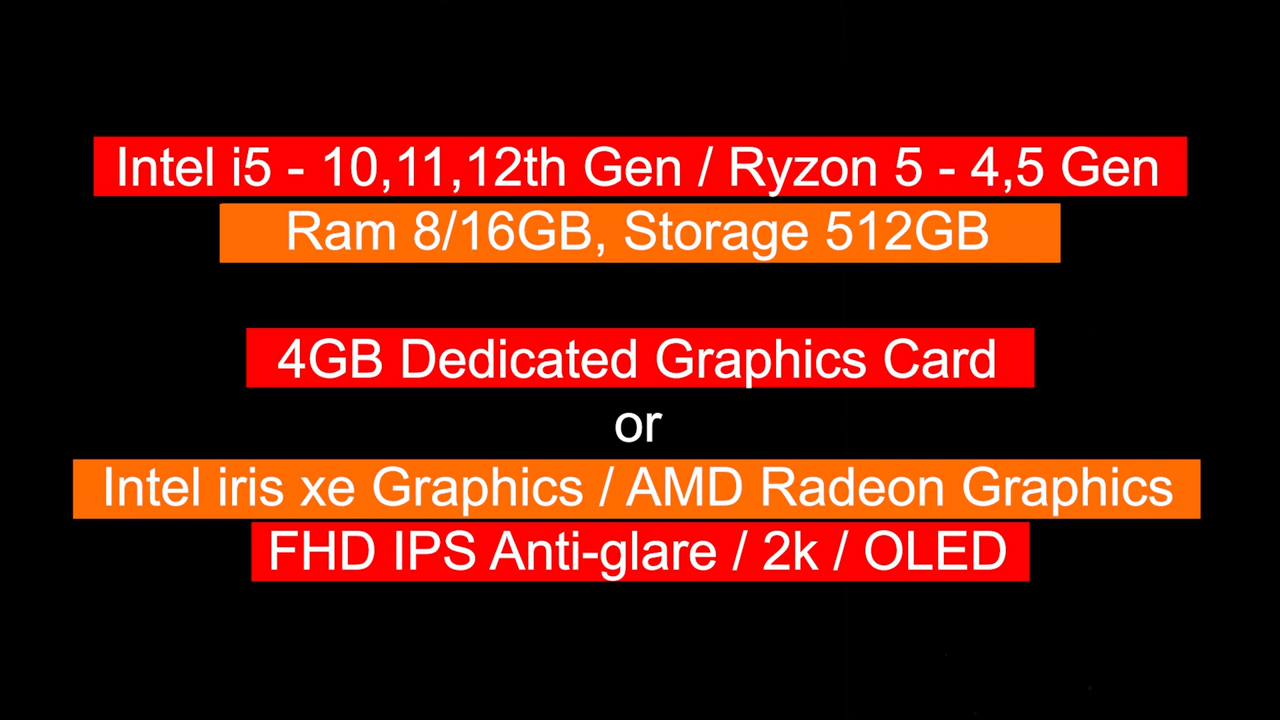 Intel i5 - 10,11,12th Gen / Ryzon 5 - 4,5 Gen
Ram 8/16GB, Storage 512GB
4GB Dedicated Graphics Card
or
Intel iris xe Graphics / AMD Radeon Graphics
FHD IPS Anti-glare / 2k / OLED